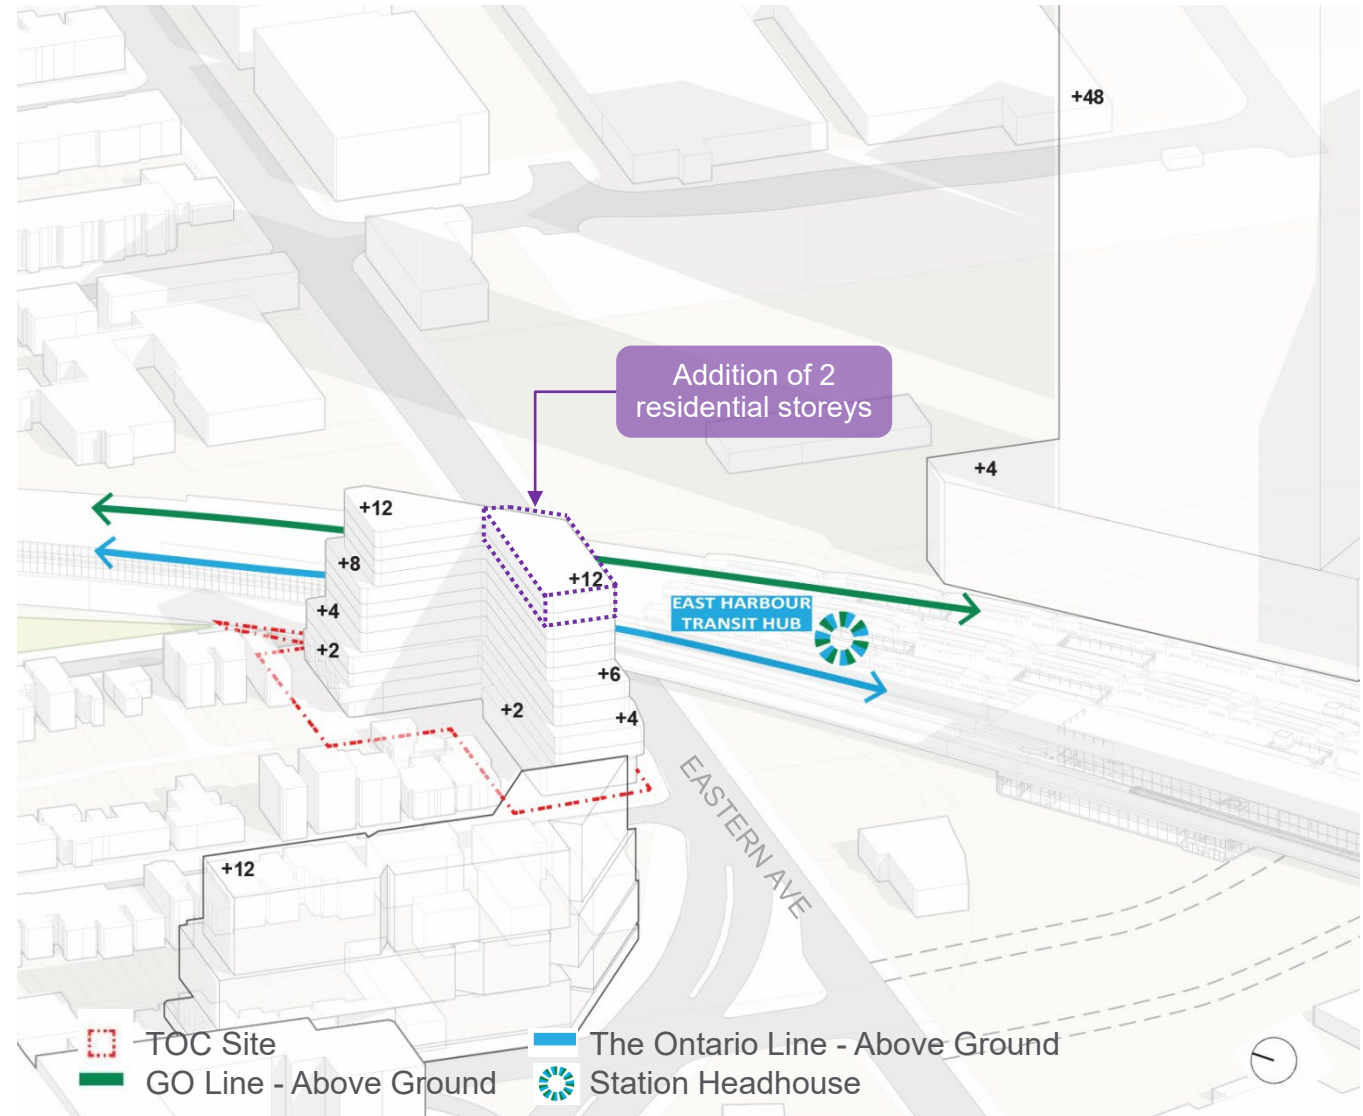 +48
Addition of 2
residential storeys
+4
+12
+8
+12
+4
EAST HARBOUR
TRANSIT HUB
+2
+6
+2
+4
EASTERN AVE
+12
TOC Site
The Ontario Line - Above Ground
GO Line - Above Ground
Station Headhouse